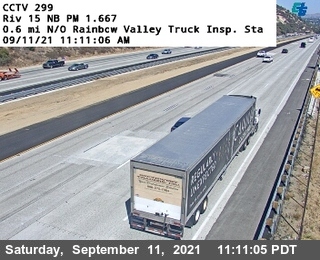 CCTV 299
Riv 15 NB PM 1.667
0.6 mi N/O Rainbow Valley Truck Insp. Sta
09/11/21 11:11:06 AM
Saturday, September 11, 2021 11:11:05 PDT